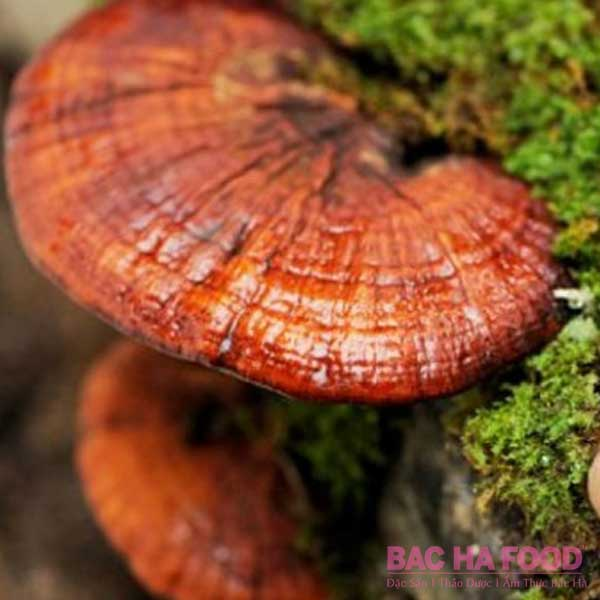 BAC HA FOOD
Đặc Sản | Thảo Dược | Ẩm Thực Bắc Hà